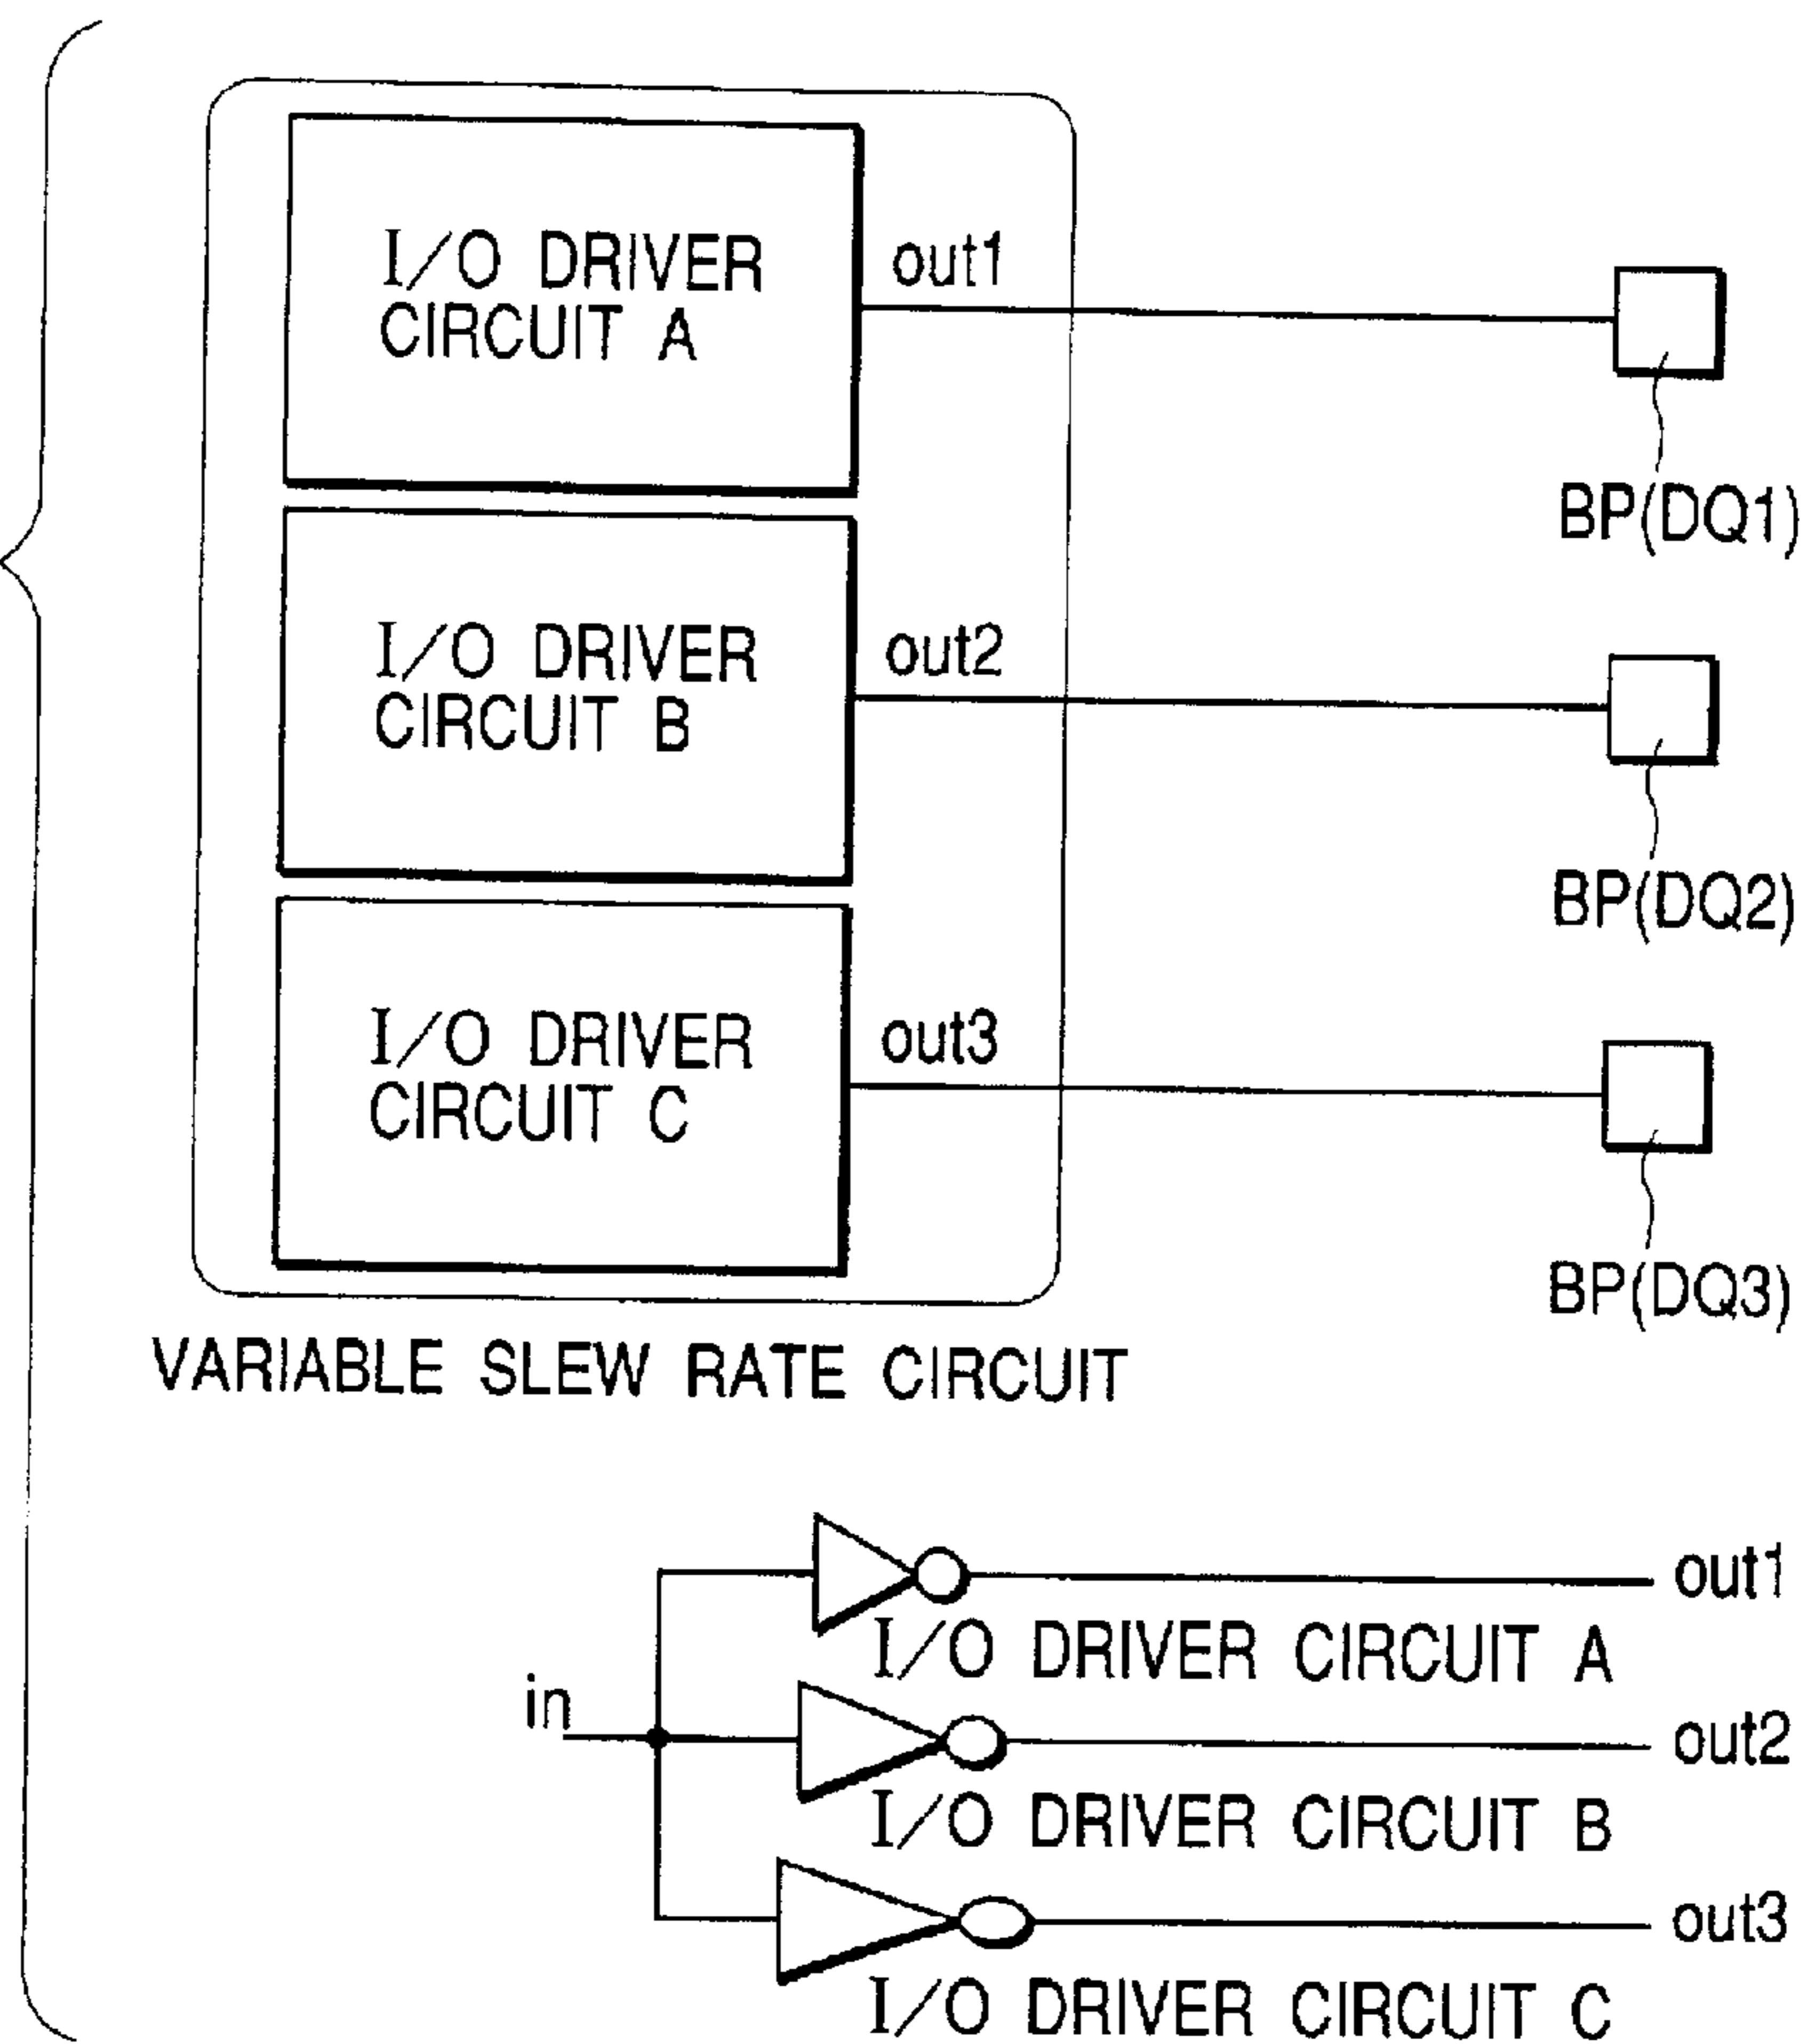 I/O DRIVER
CIRCUIT A
out1
BP(DQ1)
I/O DRIVER
CIRCUIT B
out2
BP(DQ2)
I/O DRIVER
CIRCUIT C
out3
BP(DQ3)
VARIABLE SLEW RATE CIRCUIT
out1
I/O DRIVER CIRCUIT A
in
out2
I/O DRIVER CIRCUIT B
out3
I/O DRIVER CIRCUIT C